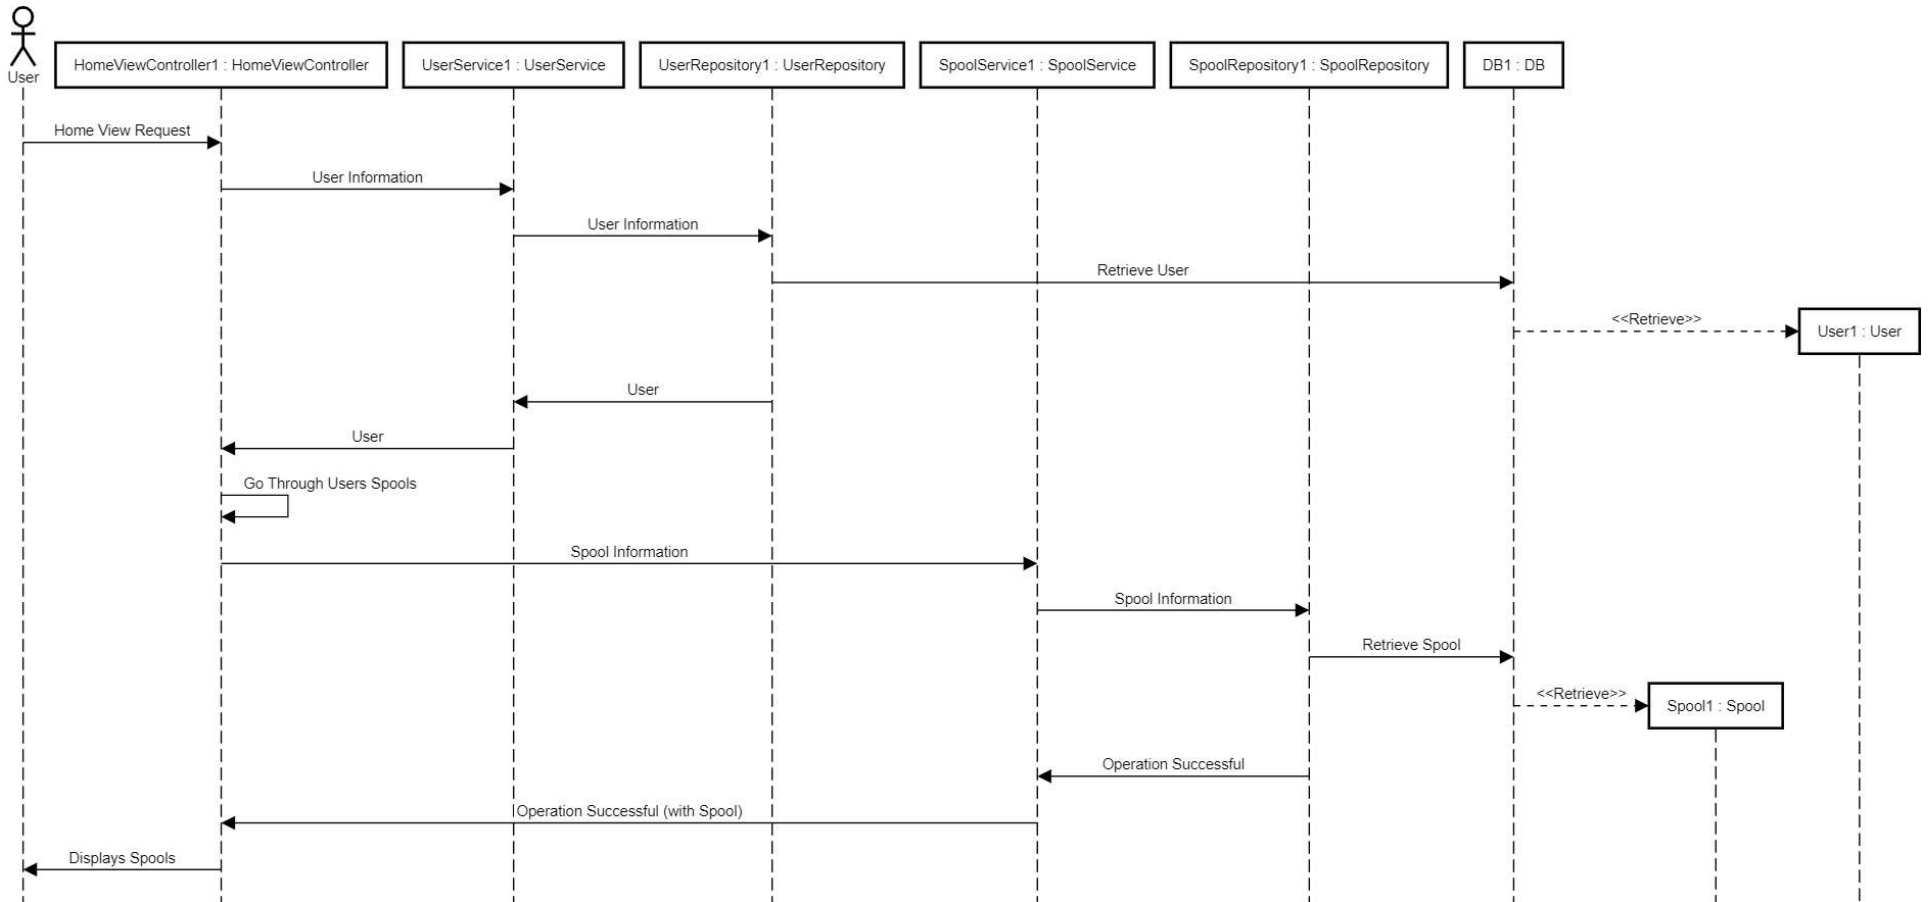 User
HomeViewController1 : HomeViewController
UserService1 : UserService
UserRepository1 : UserRepository
SpoolService1 : SpoolService
SpoolRepository1 : SpoolRepository
DB1 : DB
Home View Request
User Information
User Information
Retrieve User
<<Retrieve>>
User1 : User
User
User
Go Through Users Spools
Spool Information
Spool Information
Retrieve Spool
<<Retrieve>>
Spool1 : Spool
Operation Successful
Operation Successful (with Spool)
Displays Spools